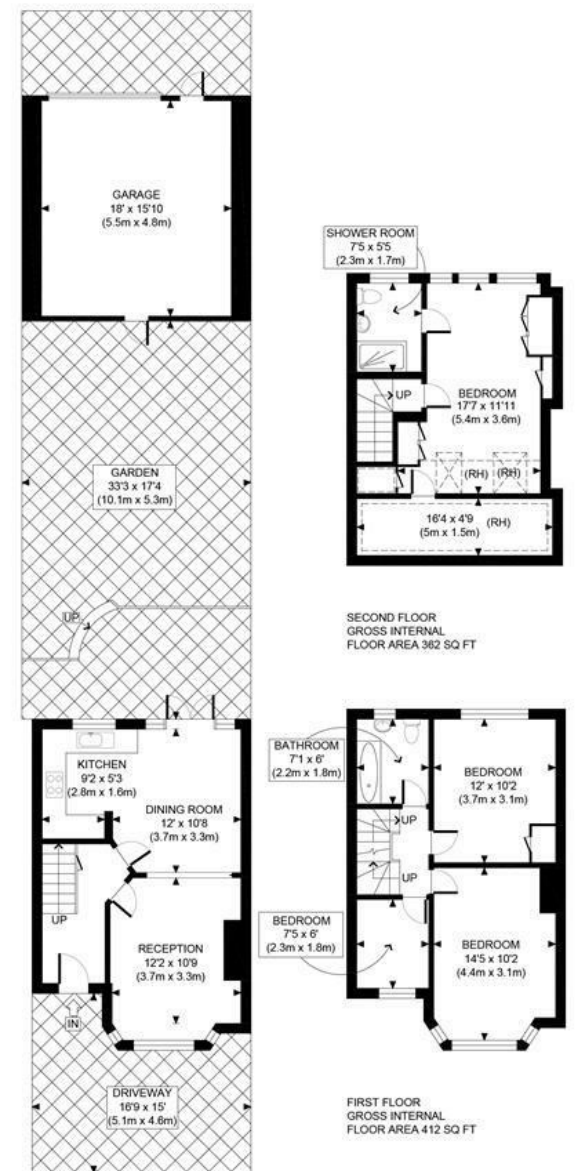 GARAGE
18' x 15'10
(5.5m x 4.8m)
GARDEN
33'3 x 17'4
(10.1m x 5.3m)
UP
KITCHEN
9'2 x 5'3
(2.8m x 1.6m)
DINING ROOM
12' x 10'8
(3.7m x 3.3m)
UP
RECEPTION
12'2 x 10'9
(3.7m x 3.3m)
IN
DRIVEWAY
16'9 x 15'
(5.1m x 4.6m)
SHOWER ROOM
7'5 x 5'5
(2.3m x 1.7m)
UP
BEDROOM
17'7 x 11'11
(5.4m x 3.6m)
(RH)
(RH)
16'4 x 4'9
(5m x 1.5m)
(RH)
SECOND FLOOR
GROSS INTERNAL
FLOOR AREA 362 SQ FT
BATHROOM
7'1 x 6'
(2.2m x 1.8m)
BEDROOM
12' x 10'2
(3.7m x 3.1m)
UP
UP
BEDROOM
7'5 x 6'
(2.3m x 1.8m)
BEDROOM
14'5 x 10'2
(4.4m x 3.1m)
FIRST FLOOR
GROSS INTERNAL
FLOOR AREA 412 SQ FT